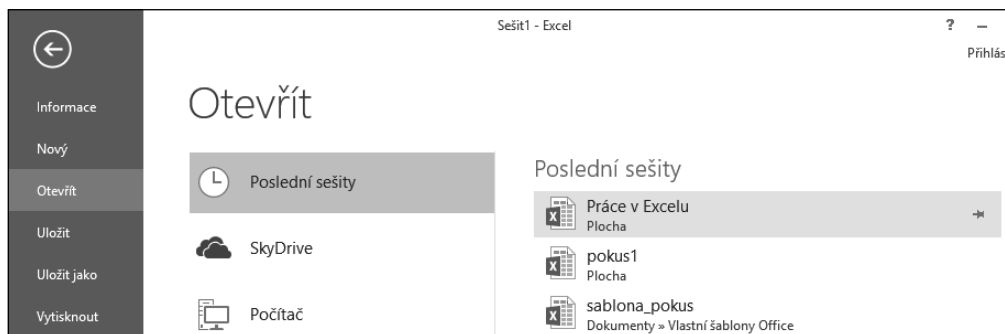 Sešit1 - Excel
?
Přihlás
Informace
Nový
Otevřít
Uložit
Uložit jako
Vytisknout
Otevřít
Poslední sešity
SkyDrive
Počítač
Poslední sešity
Práce v Excelu
Plocha
pokus1
Plocha
sablona_pokus
Dokumenty » Vlastní šablony Office